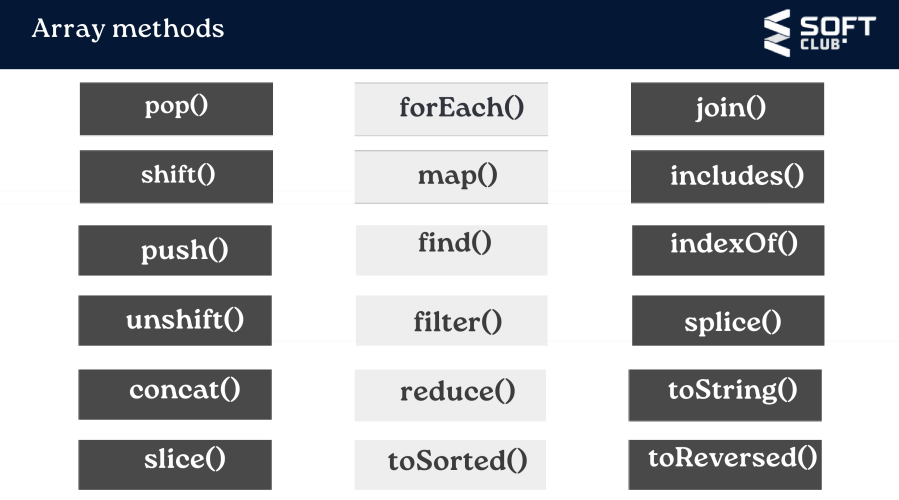 Array methods
SOFT
CLUB.
pop()
forEach()
join()
shift()
map()
includes()
push()
find()
indexOf()
unshift()
filter()
splice()
concat()
reduce()
toString()
slice()
toSorted()
toReversed()